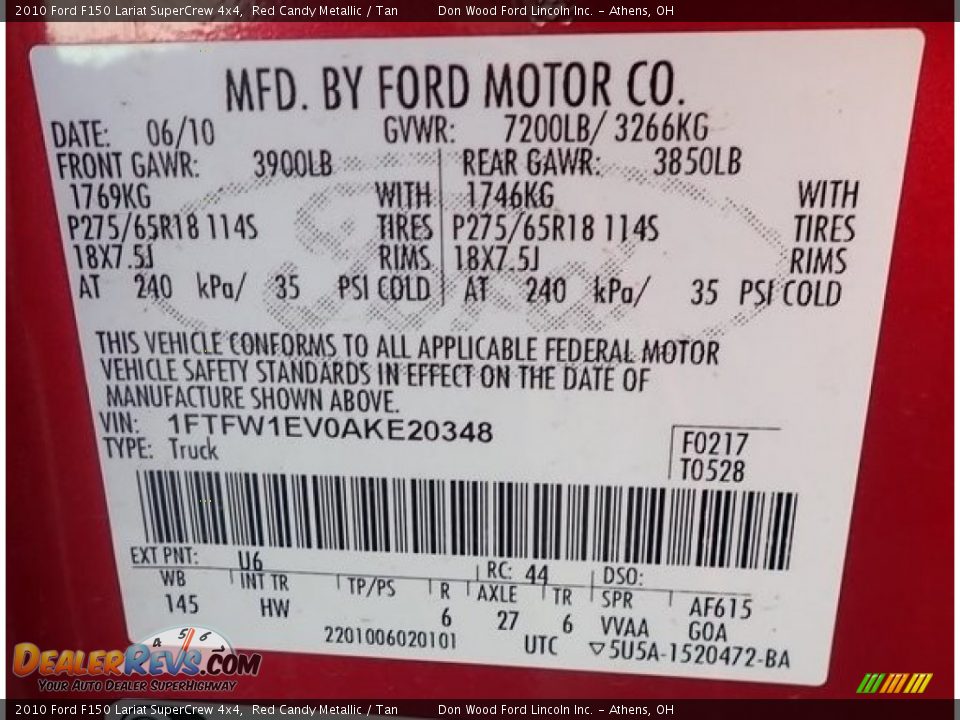 2010 Ford F150 Lariat SuperCrew 4x4, Red Candy Metallic / Tan Don Wood Ford Lincoln Inc. - Athens, OH
MFD. BY FORD MOTOR CO.
DATE: 06/10 GVWR: 7200LB/ 3266KG
FRONT GAWR: 3900LB REAR GAWR: 3850LB
1769KG WITH 1746KG WITH
P275/65R18 114S TIRES P275/65R18 114S TIRES
18X7.5J RIMS 18X7.5J RIMS
AT 240 kPa/ 35 PSI COLD AT 240 kPa/ 35 PSI COLD
THIS VEHICLE CONFORMS TO ALL APPLICABLE FEDERAL MOTOR
VEHICLE SAFETY STANDARDS IN EFFECT ON THE DATE OF
MANUFACTURE SHOWN ABOVE.
VIN: 1FTFW1EV0AKE20348
TYPE: Truck
F0217
T0528
EXT PNT: U6 RC: 44 DSO:
WB INT TR TP/PS R AXLE TR SPR AF615
145 HW 6 27 6 VVAA GOA
2201006020101 UTC ▽5U5A-1520472-BA
4 5 6
DEALERREVS.COM
Your Auto Dealer SuperHighway
2010 Ford F150 Lariat SuperCrew 4x4, Red Candy Metallic / Tan Don Wood Ford Lincoln Inc. - Athens, OH